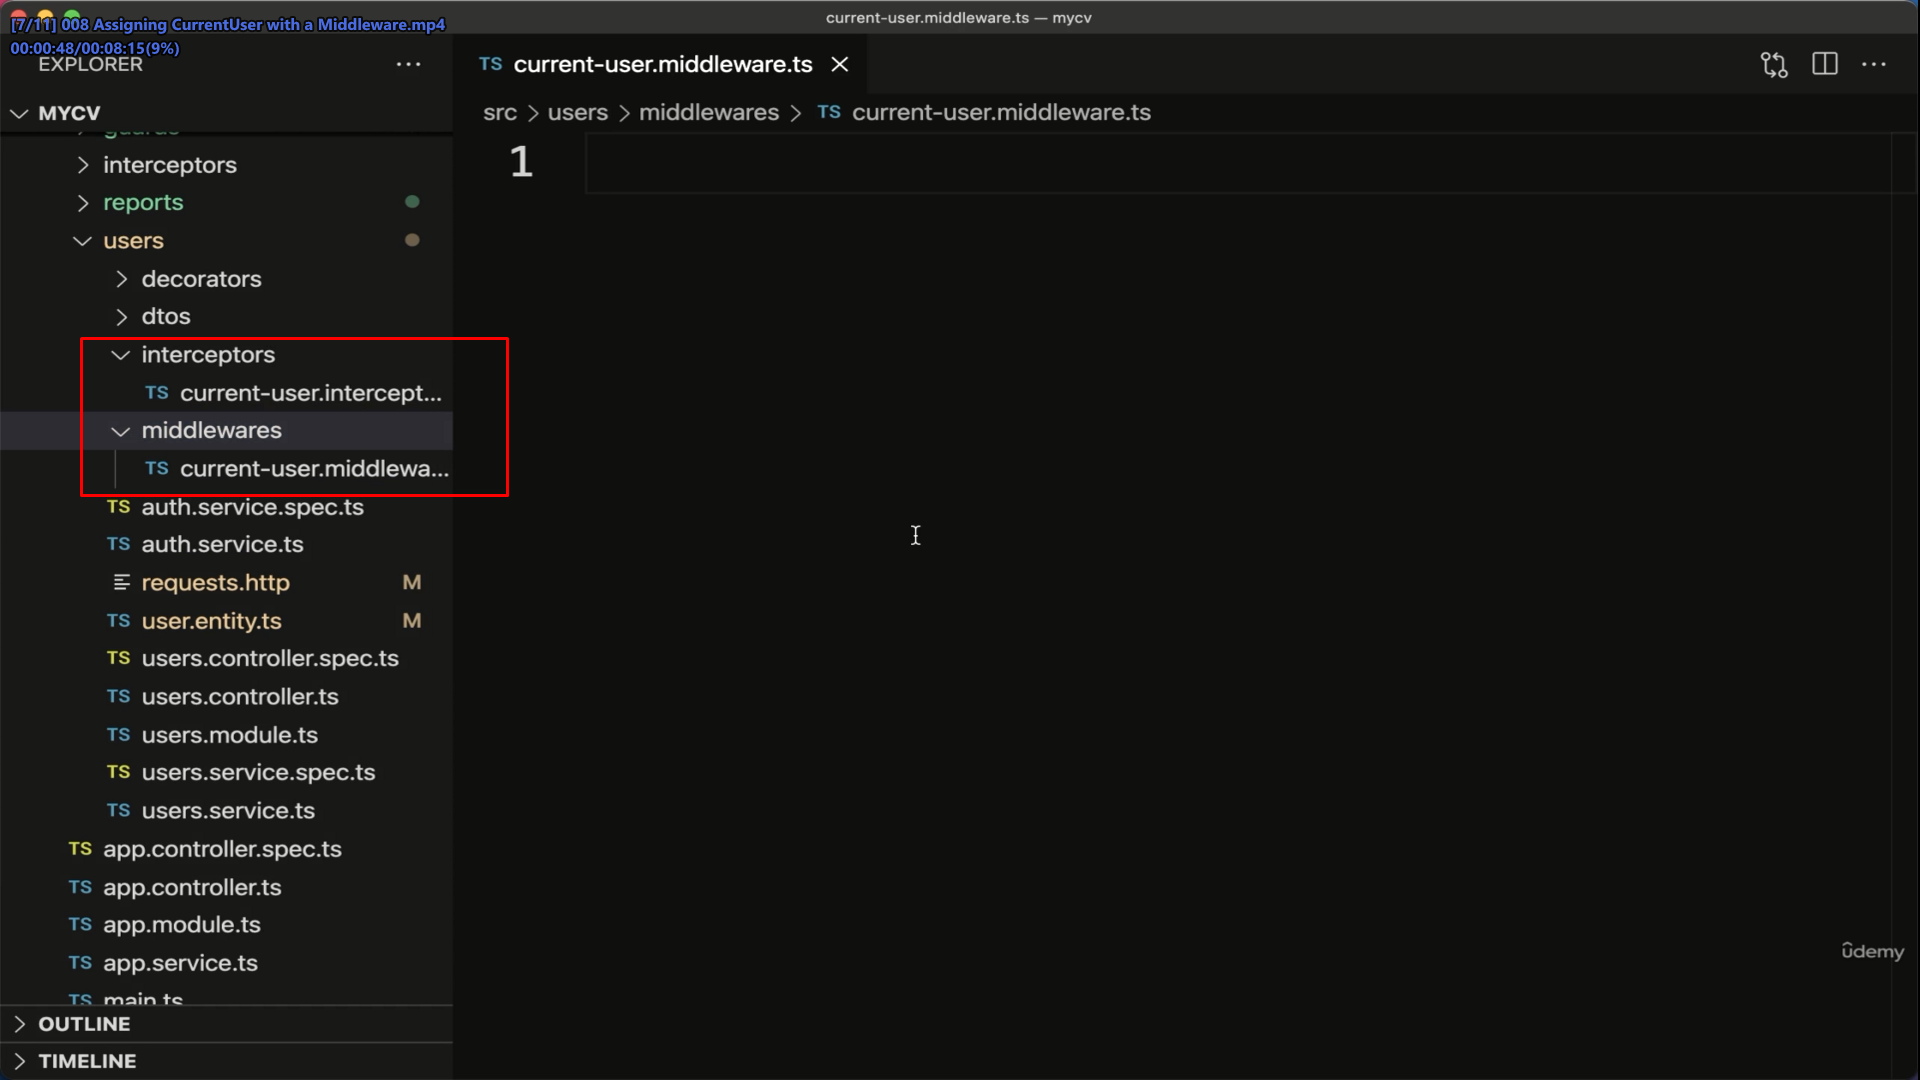 current-user.middleware.ts — mycv
[7/11] 008 Assigning CurrentUser with a Middleware.mp4
00:00:48/00:08:15(9%)
EXPLORER
TS current-user.middleware.ts
MYCV
src > users > middlewares > TS current-user.middleware.ts
guards
1
interceptors
reports
users
decorators
dtos
interceptors
TS current-user.intercept...
middlewares
TS current-user.middlewa...
TS auth.service.spec.ts
TS auth.service.ts
requests.http M
TS user.entity.ts M
TS users.controller.spec.ts
TS users.controller.ts
TS users.module.ts
TS users.service.spec.ts
TS users.service.ts
TS app.controller.spec.ts
TS app.controller.ts
TS app.module.ts
TS app.service.ts
TS main.ts
OUTLINE
TIMELINE
ûdemy